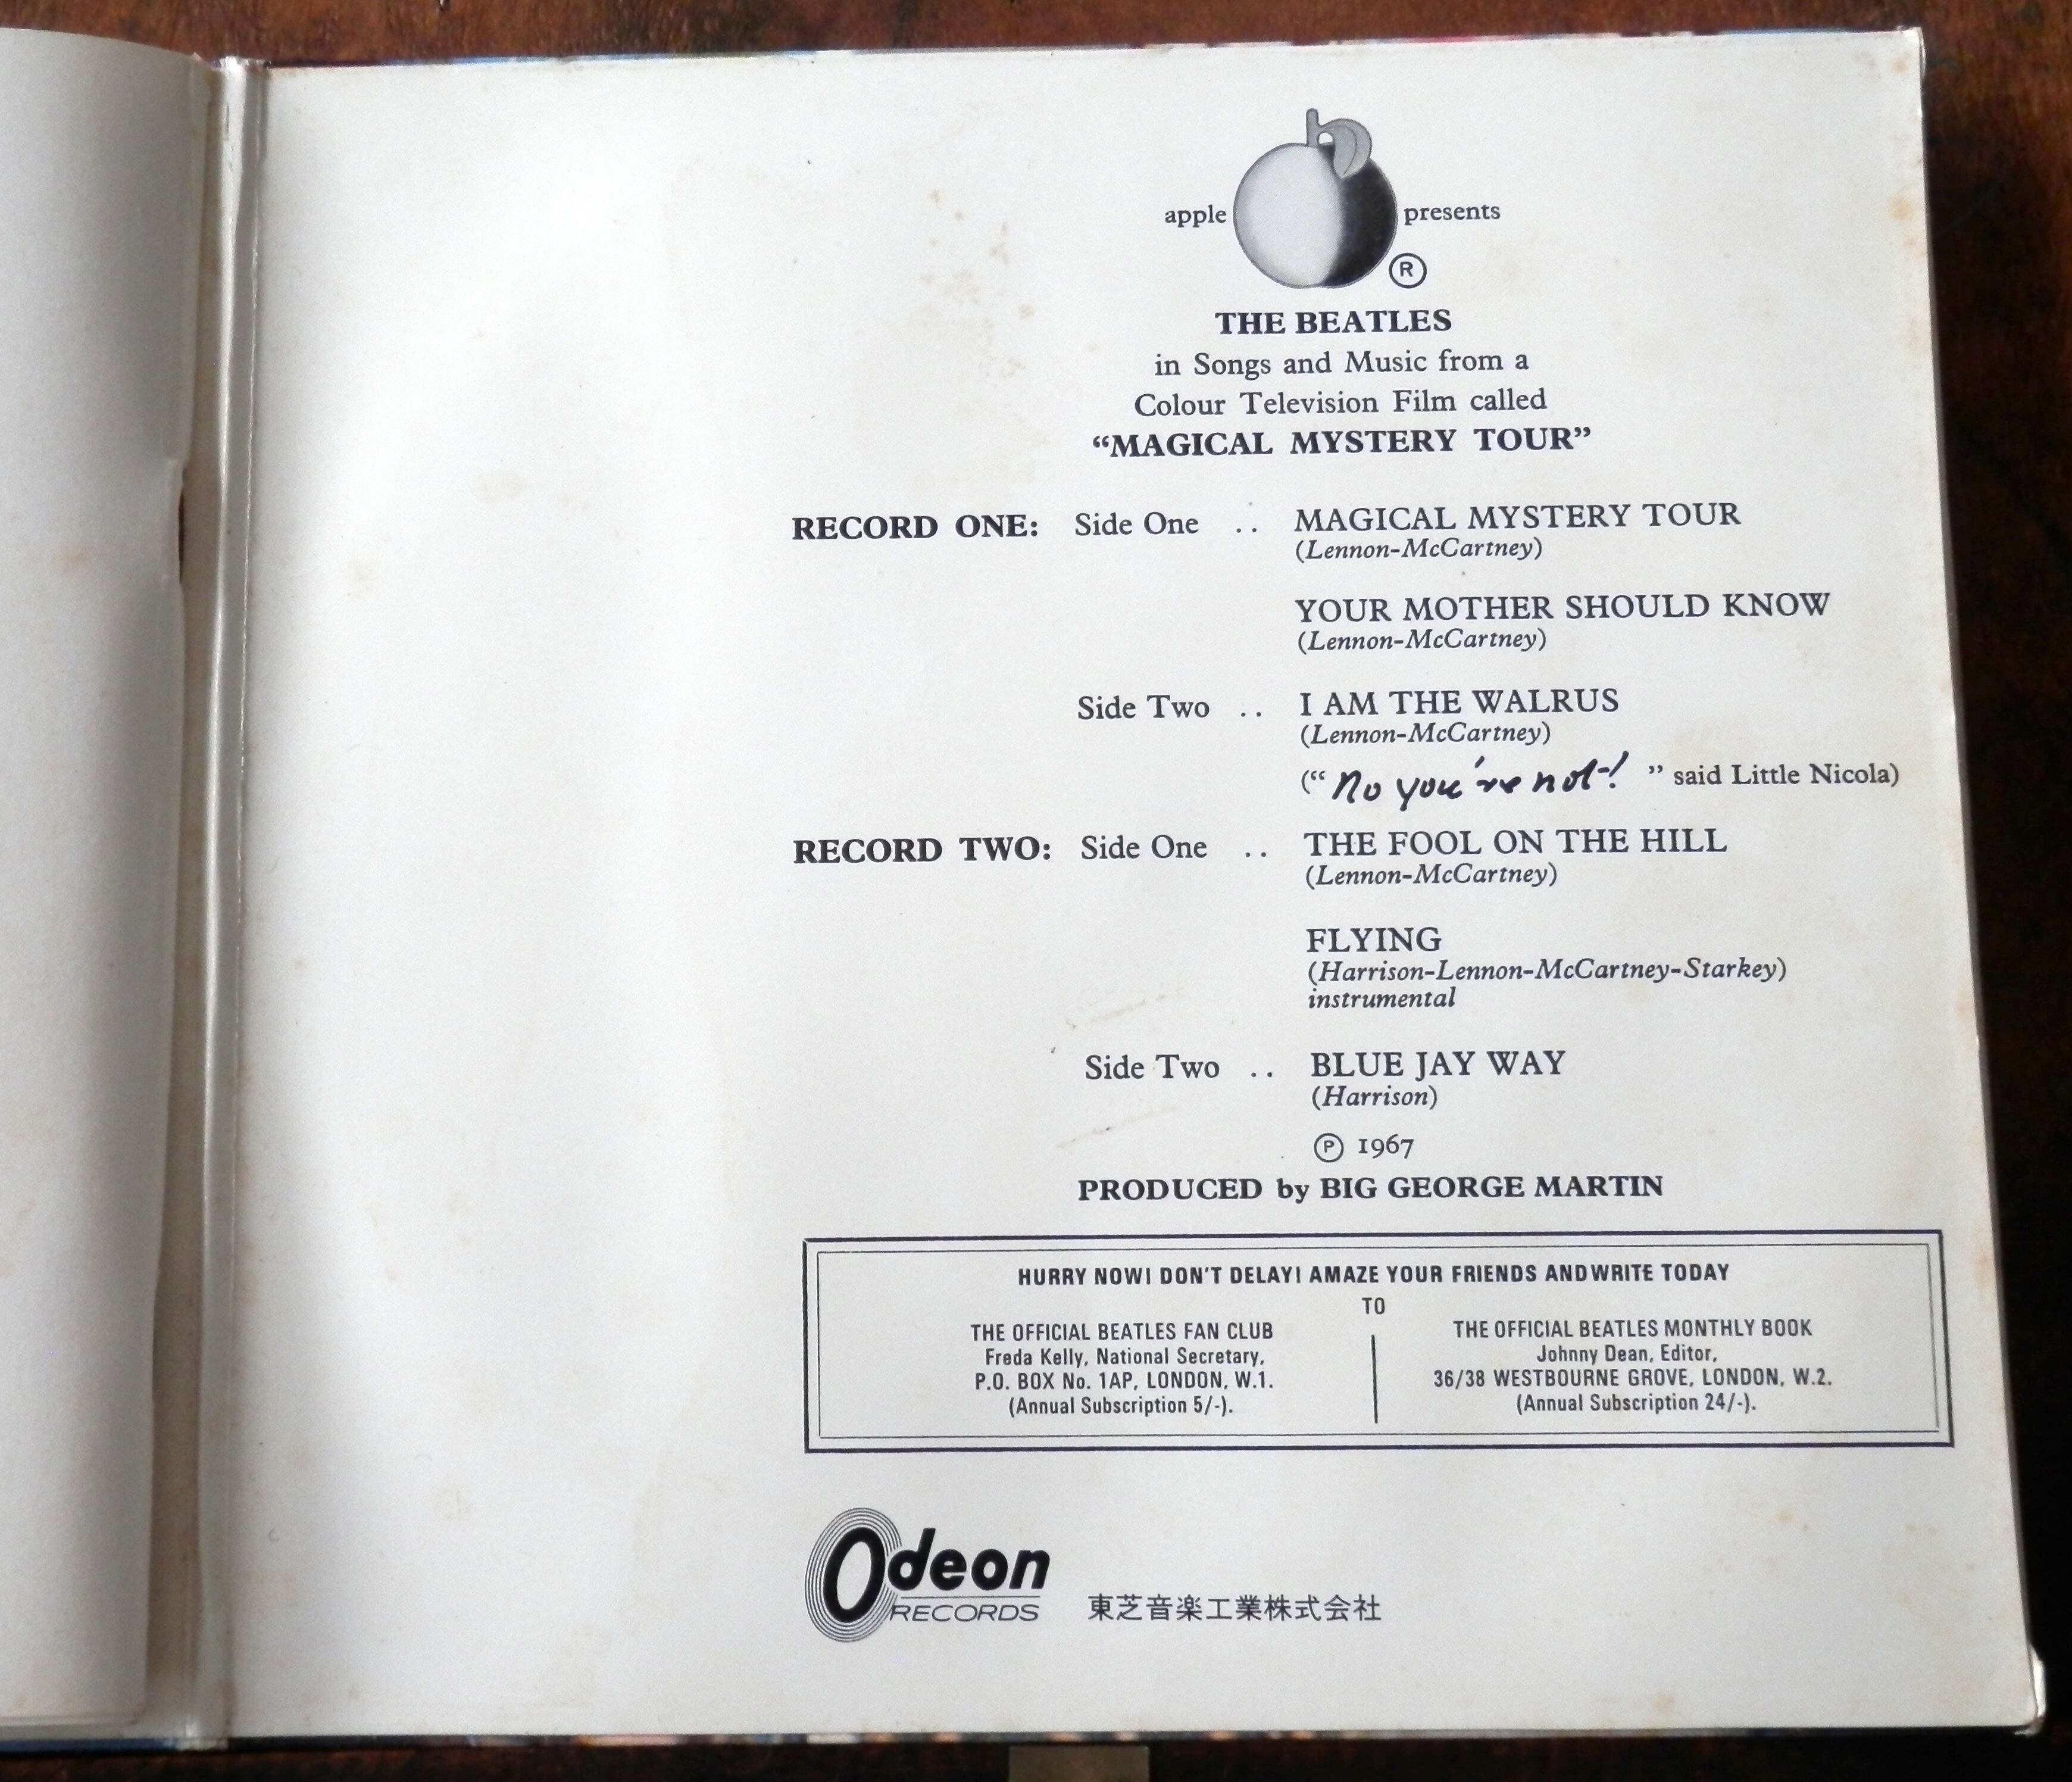 apple presents
®
THE BEATLES
in Songs and Music from a
Colour Television Film called
“MAGICAL MYSTERY TOUR”
RECORD ONE: Side One .. MAGICAL MYSTERY TOUR
(Lennon-McCartney)
YOUR MOTHER SHOULD KNOW
(Lennon-McCartney)
Side Two .. I AM THE WALRUS
(Lennon-McCartney)
(“No you're not!” said Little Nicola)
RECORD TWO: Side One .. THE FOOL ON THE HILL
(Lennon-McCartney)
FLYING
(Harrison-Lennon-McCartney-Starkey)
instrumental
Side Two .. BLUE JAY WAY
(Harrison)
℗ 1967
PRODUCED by BIG GEORGE MARTIN
HURRY NOW! DON'T DELAY! AMAZE YOUR FRIENDS ANDWRITE TODAY
TO
THE OFFICIAL BEATLES FAN CLUB
Freda Kelly, National Secretary,
P.O. BOX No. 1AP, LONDON, W.1.
(Annual Subscription 5/-).
THE OFFICIAL BEATLES MONTHLY BOOK
Johnny Dean, Editor,
36/38 WESTBOURNE GROVE, LONDON, W.2.
(Annual Subscription 24/-).
Odeon
RECORDS
東芝音楽工業株式会社